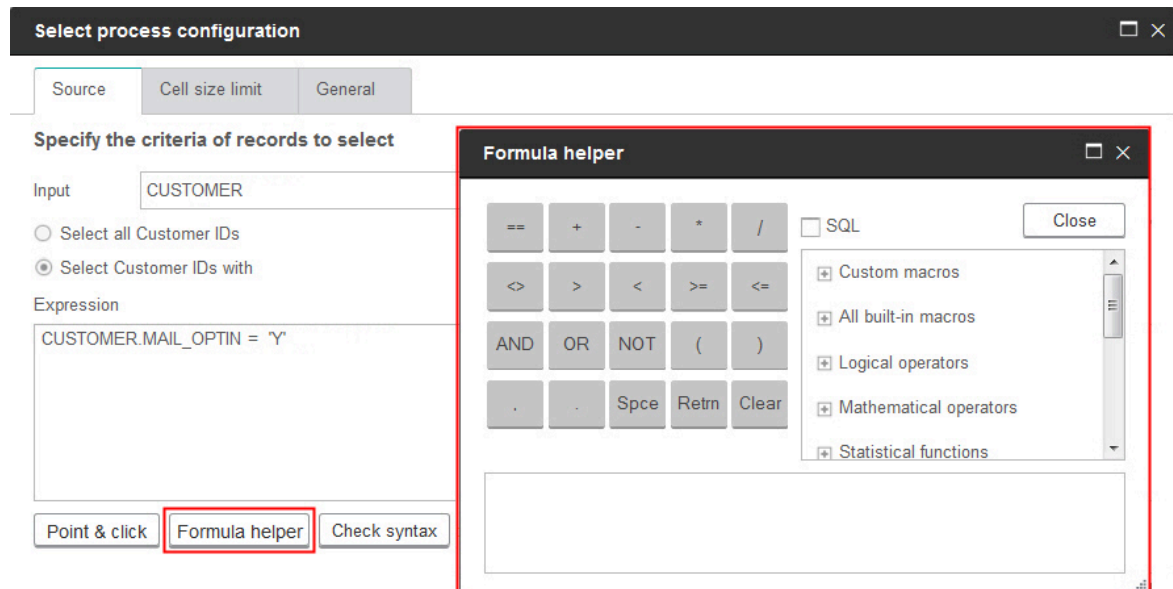 Select process configuration
Source Cell size limit General
Specify the criteria of records to select
Input CUSTOMER
Select all Customer IDs
Select Customer IDs with
Expression
CUSTOMER.MAIL_OPTIN = 'Y'
Point & click Formula helper Check syntax
Formula helper
== + - * /
<> > < >= <=
AND OR NOT ( )
, . Spce Retrn Clear
SQL
Close
Custom macros
All built-in macros
Logical operators
Mathematical operators
Statistical functions